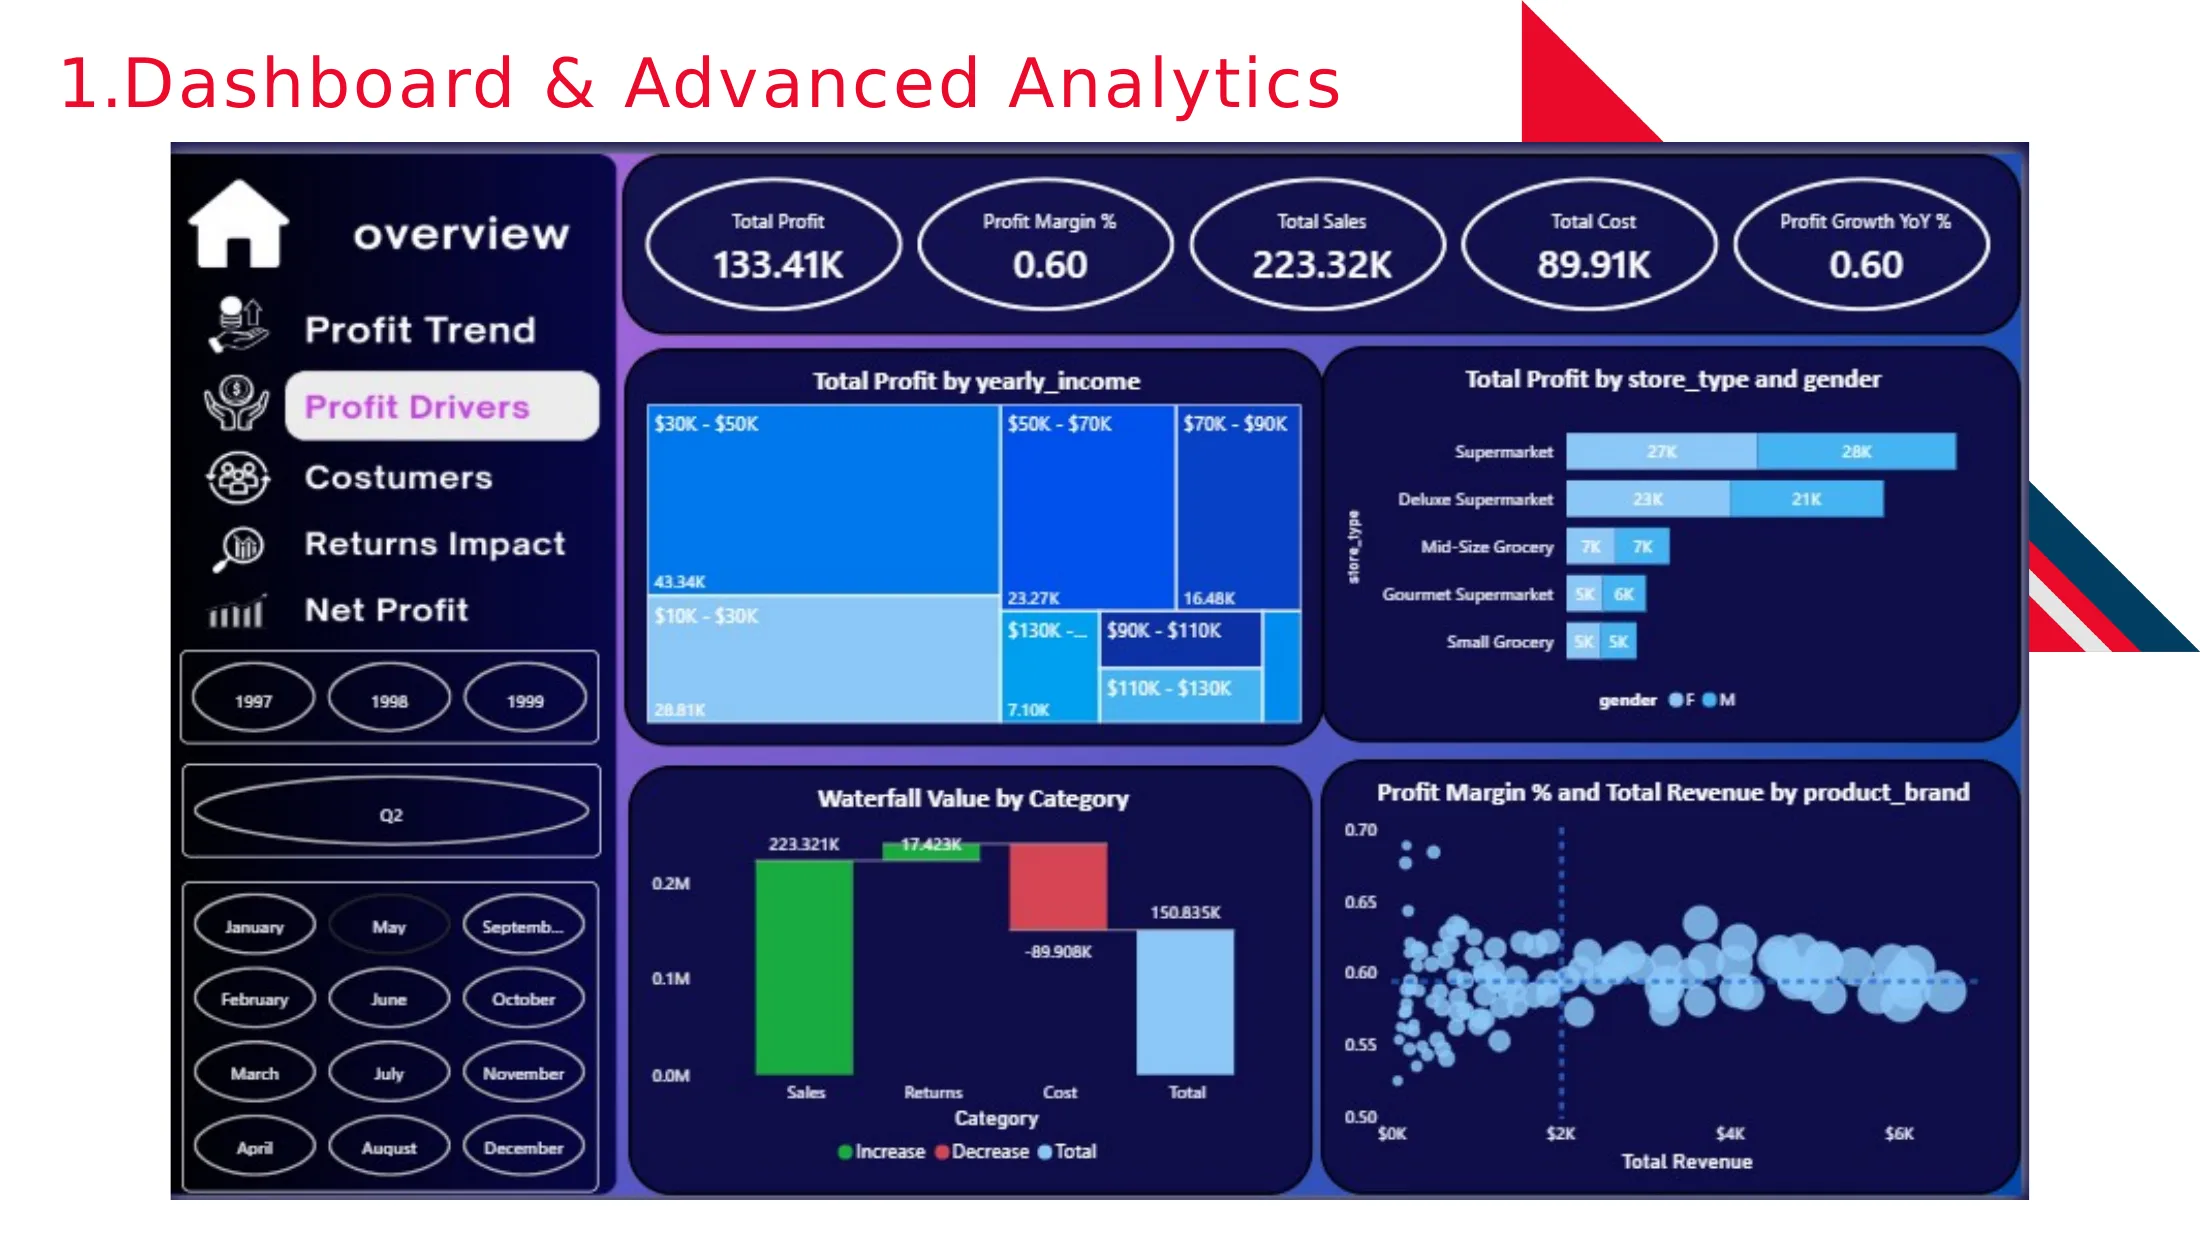 1.Dashboard & Advanced Analytics
overview
Profit Trend
Profit Drivers
Costumers
Returns Impact
Net Profit
1997 1998 1999
Q2
January May Septemb...
February June October
March July November
April August December
Total Profit
133.41K
Profit Margin %
0.60
Total Sales
223.32K
Total Cost
89.91K
Profit Growth YoY %
0.60
Total Profit by yearly_income
$30K - $50K
43.34K
$10K - $30K
28.81K
$50K - $70K
23.27K
$70K - $90K
16.48K
$130K -...
7.10K
$90K - $110K
$110K - $130K
Total Profit by store_type and gender
store_type
Supermarket 27K 28K
Deluxe Supermarket 23K 21K
Mid-Size Grocery 7K 7K
Gourmet Supermarket 5K 6K
Small Grocery 5K 5K
gender F M
Waterfall Value by Category
223.321K 17.423K
0.2M
150.835K
-89.908K
0.1M
0.0M
Sales Returns Cost Total
Category
Increase Decrease Total
Profit Margin % and Total Revenue by product_brand
0.70
0.65
0.60
0.55
0.50
$0K $2K $4K $6K
Total Revenue